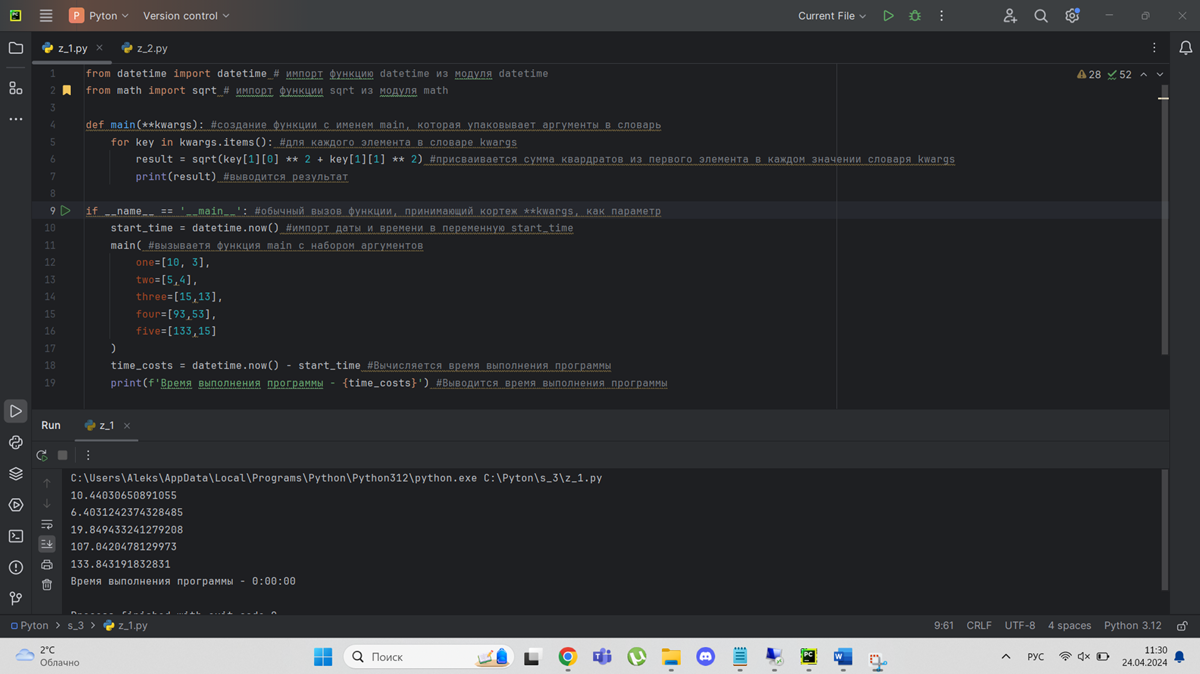 PC P Pyton Version control Current File
z_1.py z_2.py
1 from datetime import datetime # импорт функцию datetime из модуля datetime 28 52
2 from math import sqrt # импорт функции sqrt из модуля math
3
4 def main(**kwargs): #создание функции с именем main, которая упаковывает аргументы в словарь
5 for key in kwargs.items(): #для каждого элемента в словаре kwargs
6 result = sqrt(key[1][0] ** 2 + key[1][1] ** 2) #присваивается сумма квардратов из первого элемента в каждом значении словаря kwargs
7 print(result) #выводится результат
8
9 if __name__ == '__main__': #обычный вызов функции, принимающий кортеж **kwargs, как параметр
10 start_time = datetime.now() #импорт даты и времени в переменную start_time
11 main( #вызываетя функция main с набором аргументов
12 one=[10, 3],
13 two=[5,4],
14 three=[15,13],
15 four=[93,53],
16 five=[133,15]
17 )
18 time_costs = datetime.now() - start_time #Вычисляется время выполнения программы
19 print(f'Время выполнения программы - {time_costs}') #Выводится время выполнения программы
Run z_1
C:\Users\Aleks\AppData\Local\Programs\Python\Python312\python.exe C:\Pyton\s_3\z_1.py
10.44030650891055
6.4031242374328485
19.849433241279208
107.0420478129973
133.843191832831
Время выполнения программы - 0:00:00
Process finished with exit code 0
Pyton > s_3 > z_1.py 9:61 CRLF UTF-8 4 spaces Python 3.12
2°C
Облачно
Поиск
РУС
11:30
24.04.2024